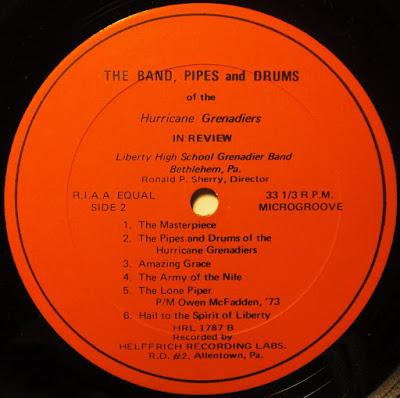 THE BAND, PIPES and DRUMS
of the
Hurricane Grenadiers
IN REVIEW
Liberty High School Grenadier Band
Bethlehem, Pa.
Ronald P. Sherry, Director
R.I.A.A. EQUAL 33 1/3 R.P.M.
SIDE 2 MICROGROOVE
1. The Masterpiece
2. The Pipes and Drums of the
Hurricane Grenadiers
3. Amazing Grace
4. The Army of the Nile
5. The Lone Piper
P/M Owen McFadden, '73
6. Hail to the Spirit of Liberty
HRL 1787 B
Recorded by
HELFFRICH RECORDING LABS.
R.D. #2, Allentown, Pa.